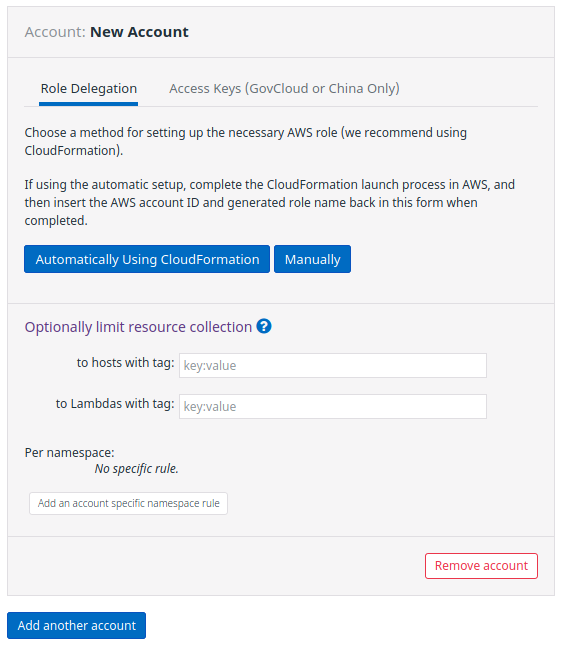 Account: New Account
Role Delegation
Access Keys (GovCloud or China Only)
Choose a method for setting up the necessary AWS role (we recommend using
CloudFormation).
If using the automatic setup, complete the CloudFormation launch process in AWS, and
then insert the AWS account ID and generated role name back in this form when
completed.
Automatically Using CloudFormation
Manually
Optionally limit resource collection ?
to hosts with tag: key:value
to Lambdas with tag: key:value
Per namespace:
No specific rule.
Add an account specific namespace rule
Remove account
Add another account